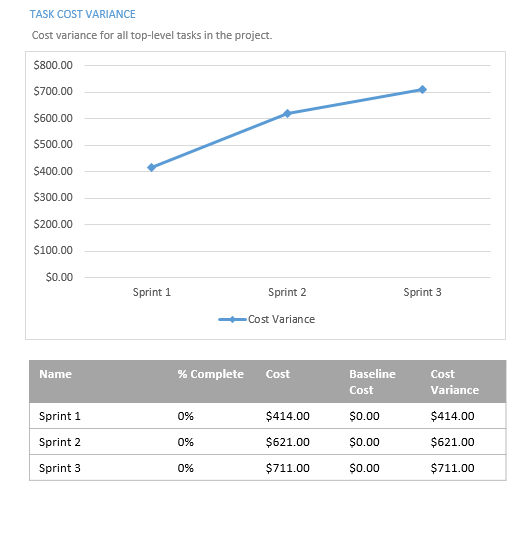 TASK COST VARIANCE
Cost variance for all top-level tasks in the project.
$800.00
$700.00
$600.00
$500.00
$400.00
$300.00
$200.00
$100.00
$0.00
Sprint 1 Sprint 2 Sprint 3
Cost Variance
Name % Complete Cost Baseline Cost Cost Variance
Sprint 1 0% $414.00 $0.00 $414.00
Sprint 2 0% $621.00 $0.00 $621.00
Sprint 3 0% $711.00 $0.00 $711.00